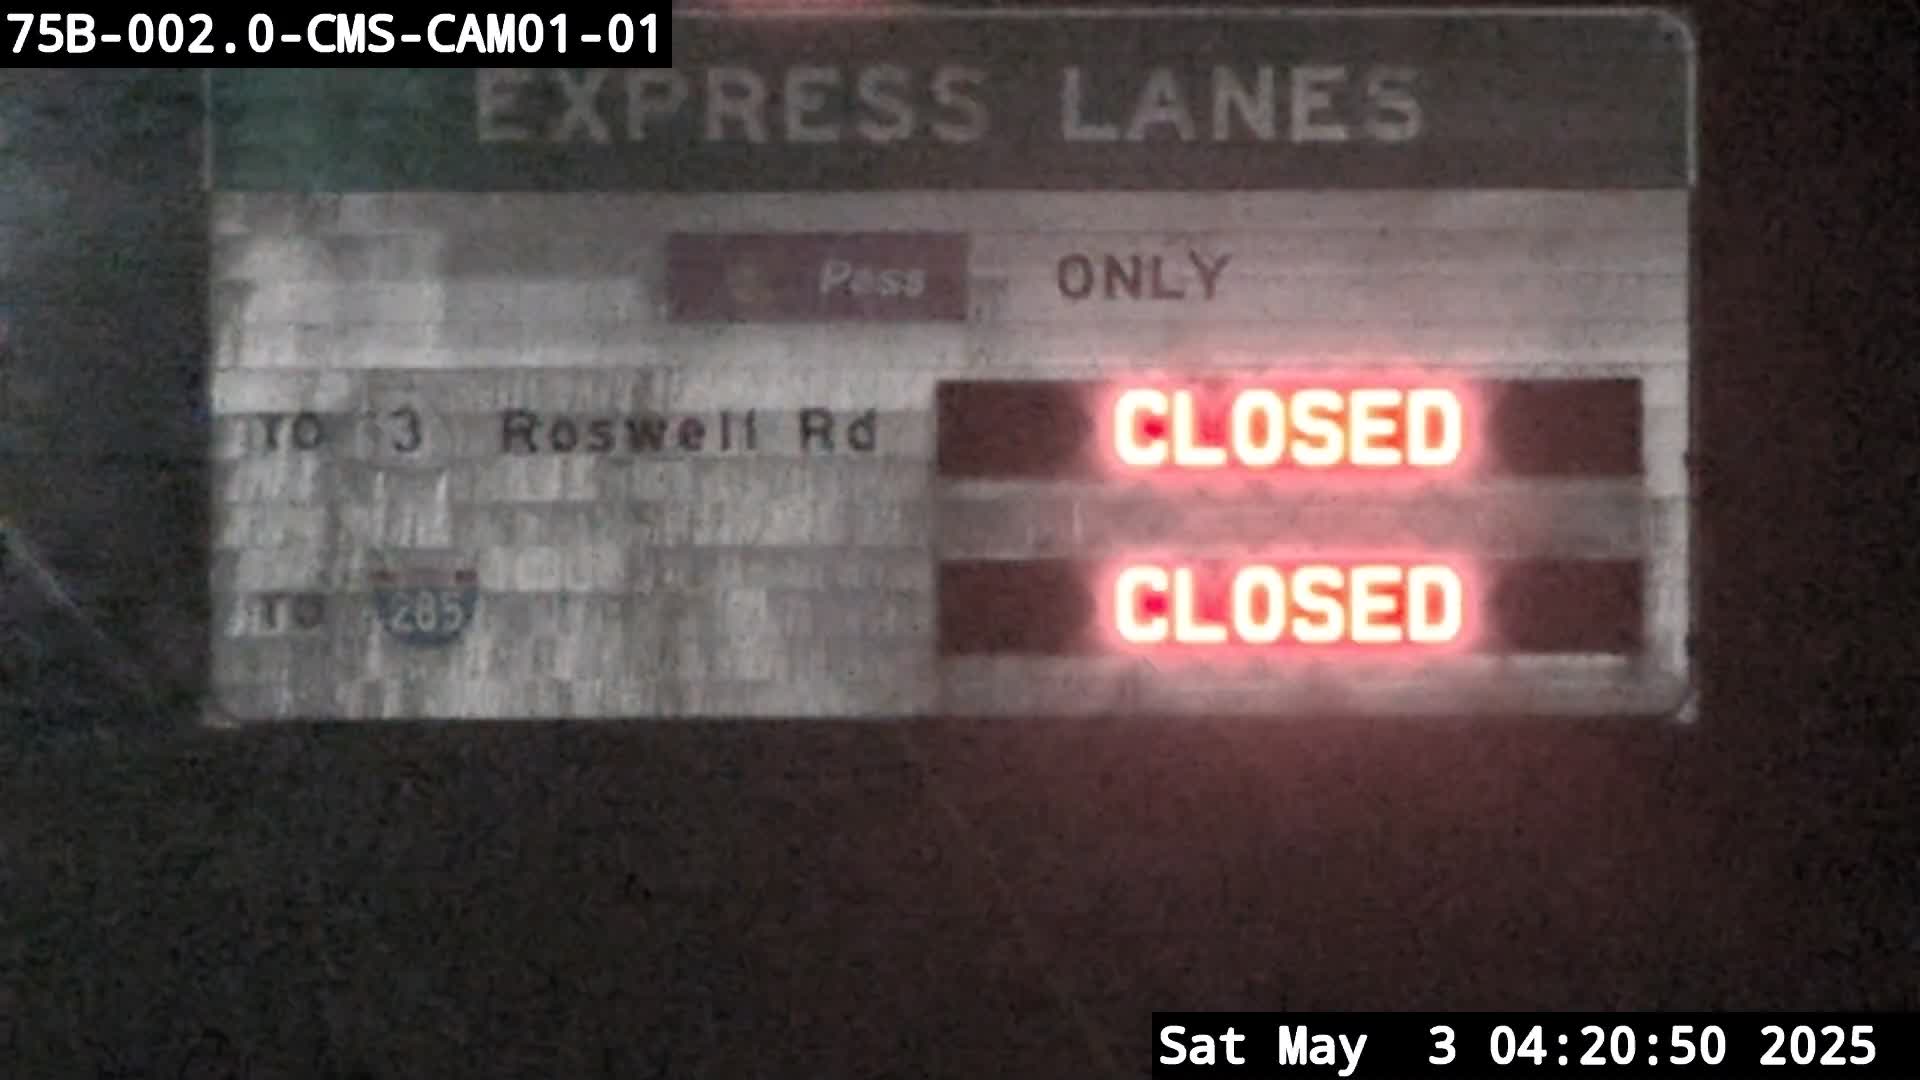 75B-002.0-CMS-CAM01-01
EXPRESS LANES
Pass ONLY
TO 3 Roswell Rd CLOSED
TO 285 CLOSED
Sat May 3 04:20:50 2025